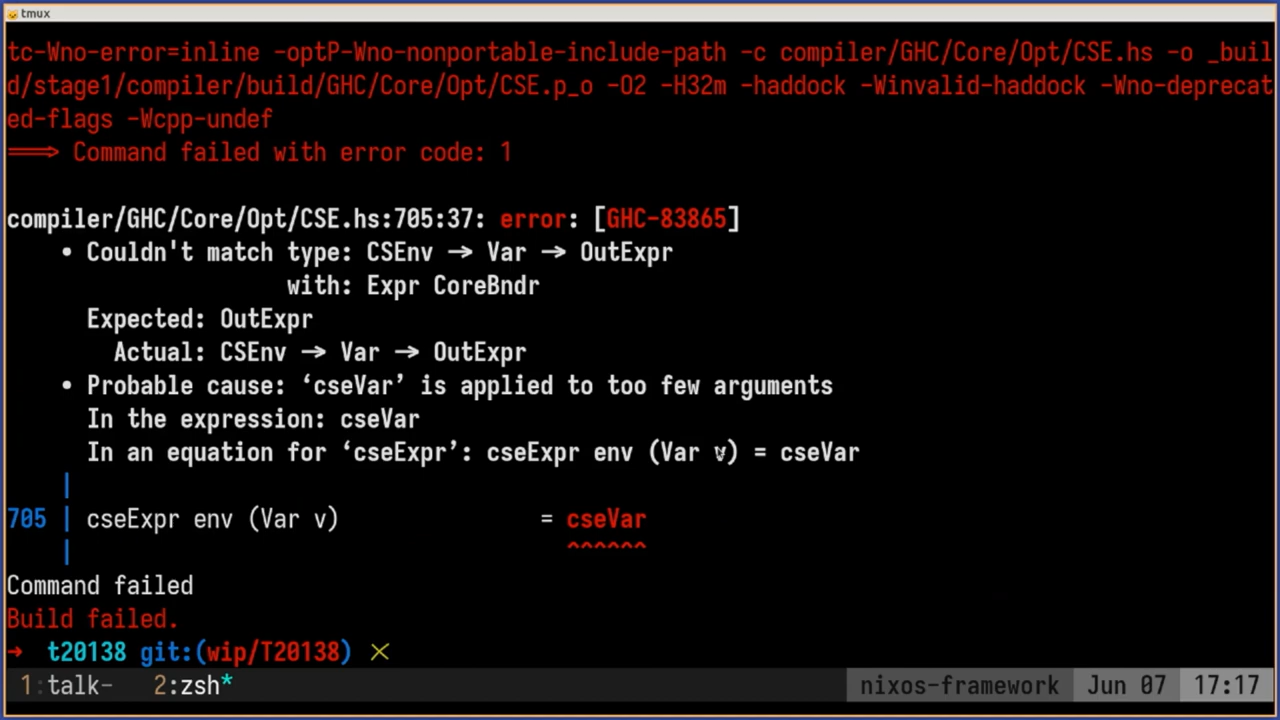 tmux
tc-Wno-error=inline -optP-Wno-nonportable-include-path -c compiler/GHC/Core/Opt/CSE.hs -o _buil
d/stage1/compiler/build/GHC/Core/Opt/CSE.p_o -O2 -H32m -haddock -Winvalid-haddock -Wno-deprecat
ed-flags -Wcpp-undef
===> Command failed with error code: 1
compiler/GHC/Core/Opt/CSE.hs:705:37: error: [GHC-83865]
• Couldn't match type: CSEnv -> Var -> OutExpr
with: Expr CoreBndr
Expected: OutExpr
Actual: CSEnv -> Var -> OutExpr
• Probable cause: ‘cseVar’ is applied to too few arguments
In the expression: cseVar
In an equation for ‘cseExpr’: cseExpr env (Var v) = cseVar
|
705 | cseExpr env (Var v) = cseVar
| ^^^^^^
Command failed
Build failed.
→ t20138 git:(wip/T20138) ✗
1:talk- 2:zsh* nixos-framework Jun 07 17:17